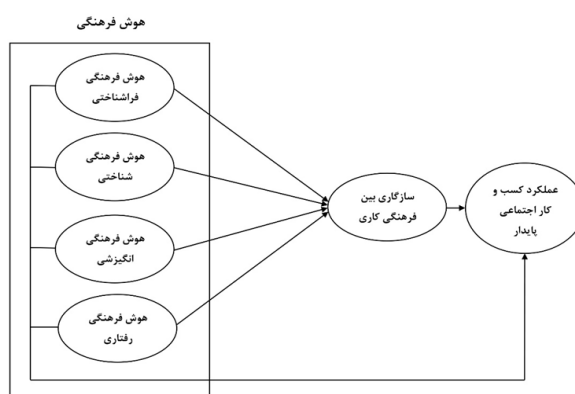 هوش فرهنگی
هوش فرهنگی
فراشناختی
هوش فرهنگی
شناختی
هوش فرهنگی
انگیزشی
هوش فرهنگی
رفتاری
سازگاری بین
فرهنگی کاری
عملکرد کسب و
کار اجتماعی
پایدار